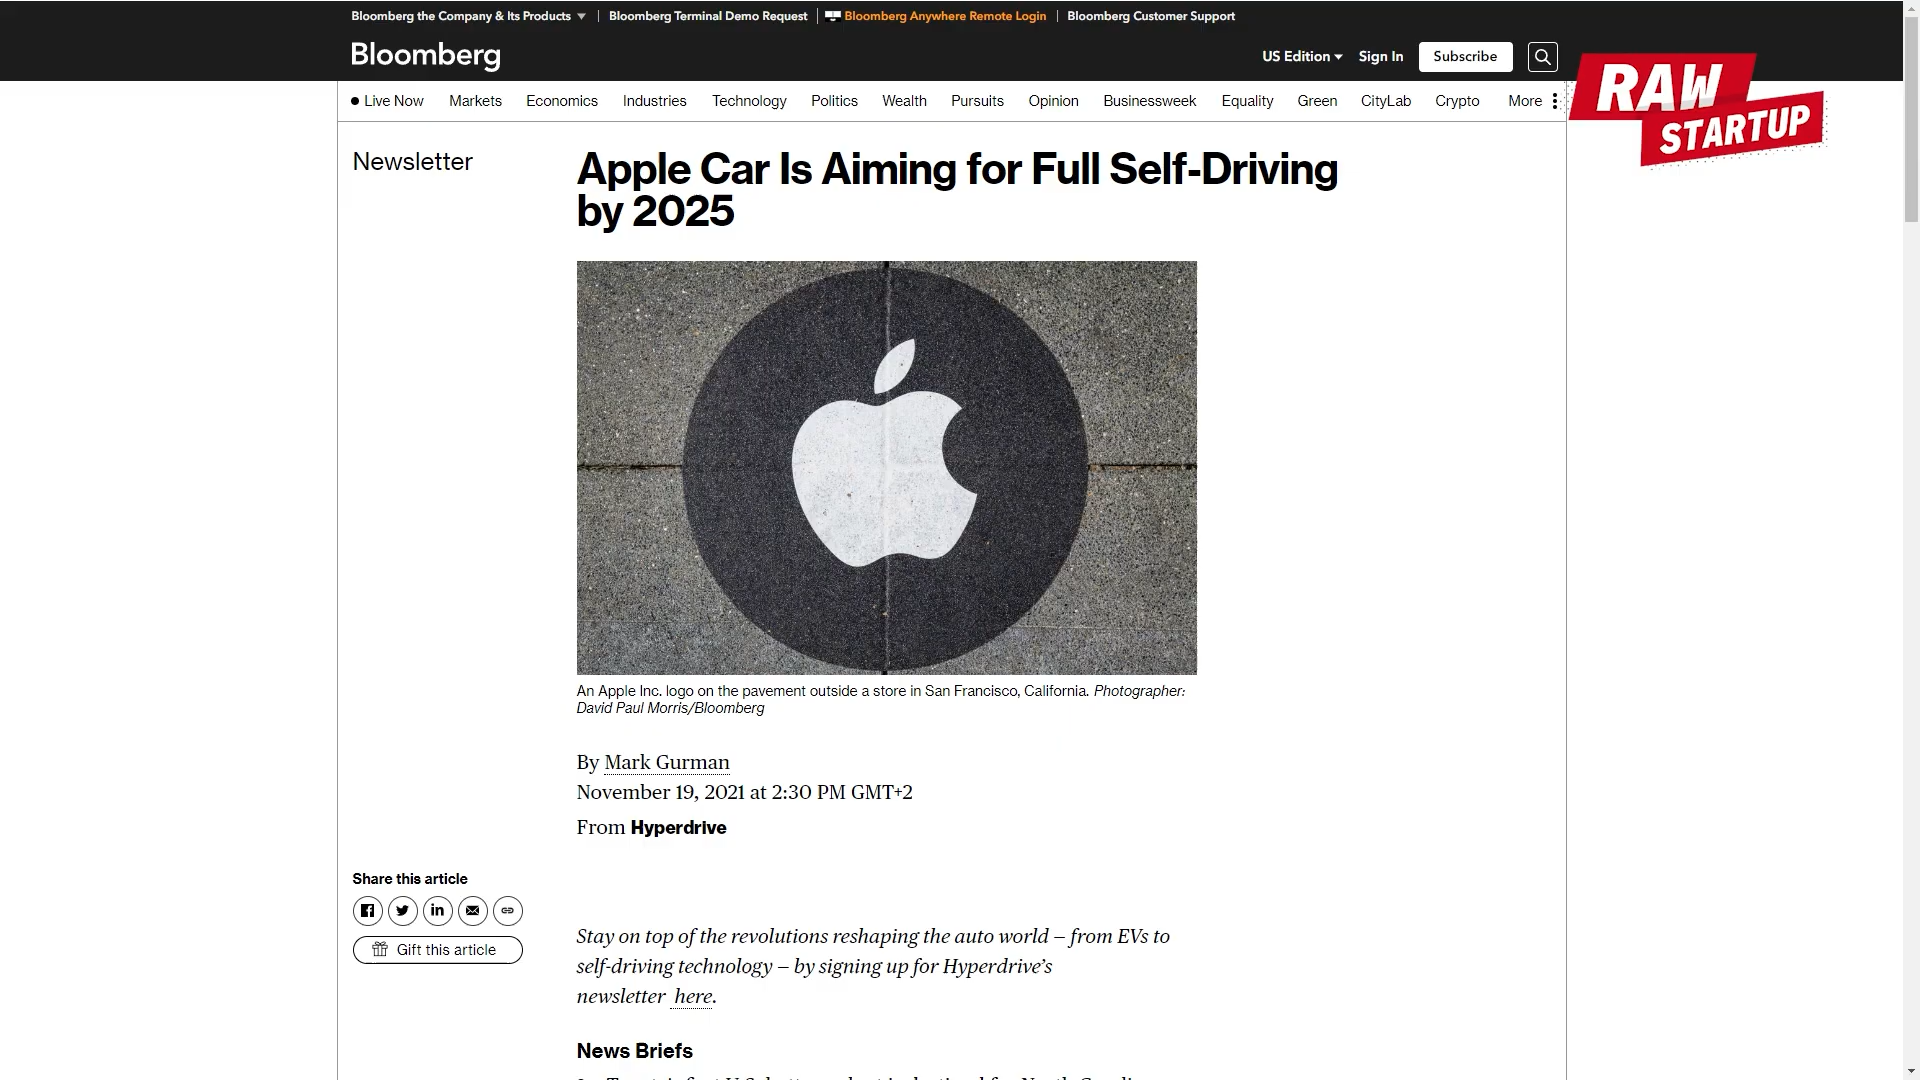 Bloomberg the Company & Its Products
Bloomberg Terminal Demo Request
Bloomberg Anywhere Remote Login
Bloomberg Customer Support
Bloomberg
US Edition
Sign In
Subscribe
RAW
STARTUP
Live Now
Markets
Economics
Industries
Technology
Politics
Wealth
Pursuits
Opinion
Businessweek
Equality
Green
CityLab
Crypto
More
Newsletter
Apple Car Is Aiming for Full Self-Driving
by 2025
An Apple Inc. logo on the pavement outside a store in San Francisco, California. Photographer:
David Paul Morris/Bloomberg
By Mark Gurman
November 19, 2021 at 2:30 PM GMT+2
From Hyperdrive
Share this article
Gift this article
Stay on top of the revolutions reshaping the auto world – from EVs to
self-driving technology – by signing up for Hyperdrive’s
newsletter here.
News Briefs